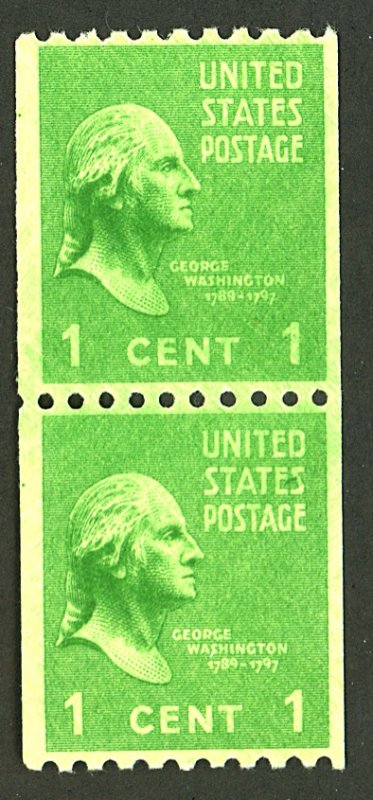 UNITED
STATES
POSTAGE
GEORGE
WASHINGTON
1789-1797
1 CENT 1
UNITED
STATES
POSTAGE
GEORGE
WASHINGTON
1789-1797
1 CENT 1